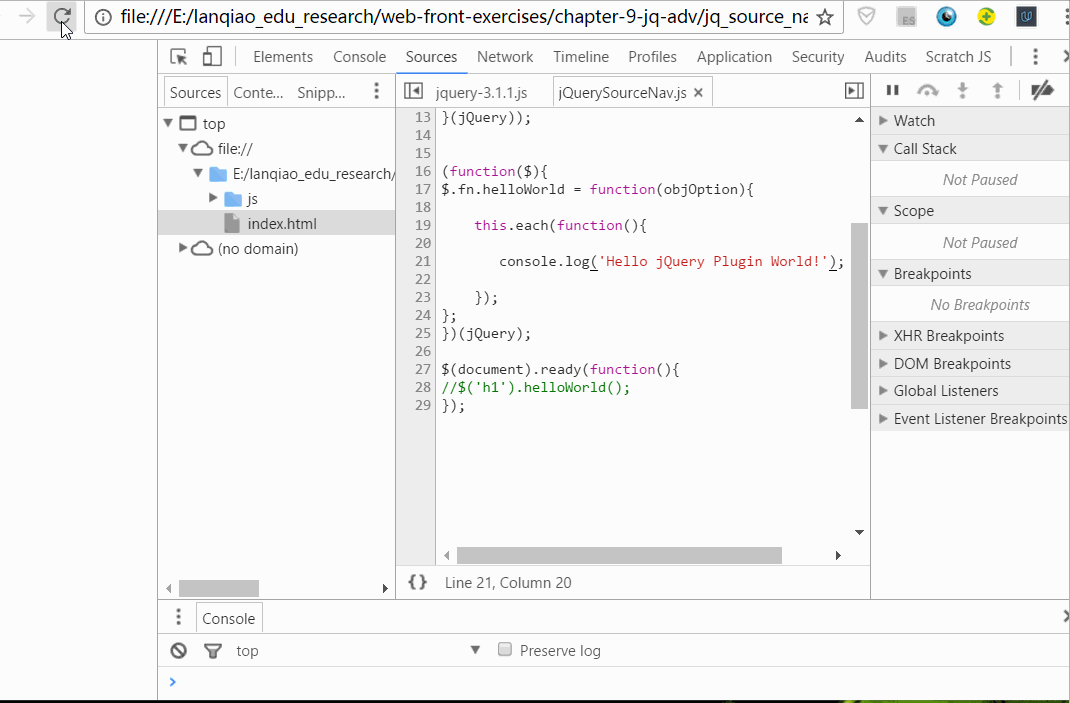 file:///E:/lanqiao_edu_research/web-front-exercises/chapter-9-jq-adv/jq_source_na
ES
Elements Console Sources Network Timeline Profiles Application Security Audits Scratch JS
Sources Conte... Snipp... jquery-3.1.1.js jQuerySourceNav.js ×
top
file://
E:/lanqiao_edu_research/
js
index.html
(no domain)
13 }(jQuery));
14
15
16 (function($){
17 $.fn.helloWorld = function(objOption){
18
19 this.each(function(){
20
21 console.log('Hello jQuery Plugin World!');
22
23 });
24 };
25 })(jQuery);
26
27 $(document).ready(function(){
28 //$('h1').helloWorld();
29 });
{} Line 21, Column 20
Watch
Call Stack
Not Paused
Scope
Not Paused
Breakpoints
No Breakpoints
XHR Breakpoints
DOM Breakpoints
Global Listeners
Event Listener Breakpoints
Console
top Preserve log
>